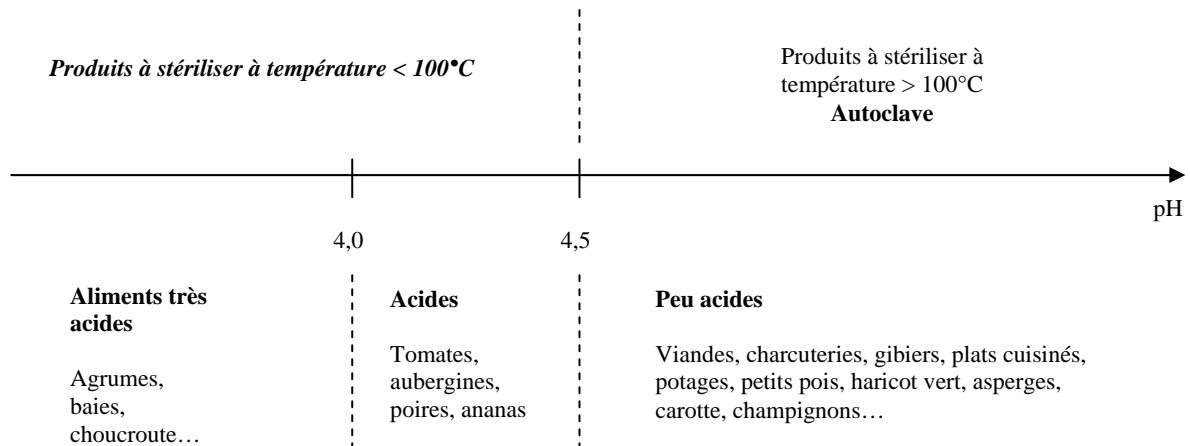 Produits à stériliser à température < 100°C
Produits à stériliser à
température > 100°C
Autoclave
pH
4,0
4,5
Aliments très
acides
Agrumes,
baies,
choucroute…
Acides
Tomates,
aubergines,
poires, ananas
Peu acides
Viandes, charcuteries, gibiers, plats cuisinés,
potages, petits pois, haricot vert, asperges,
carotte, champignons…